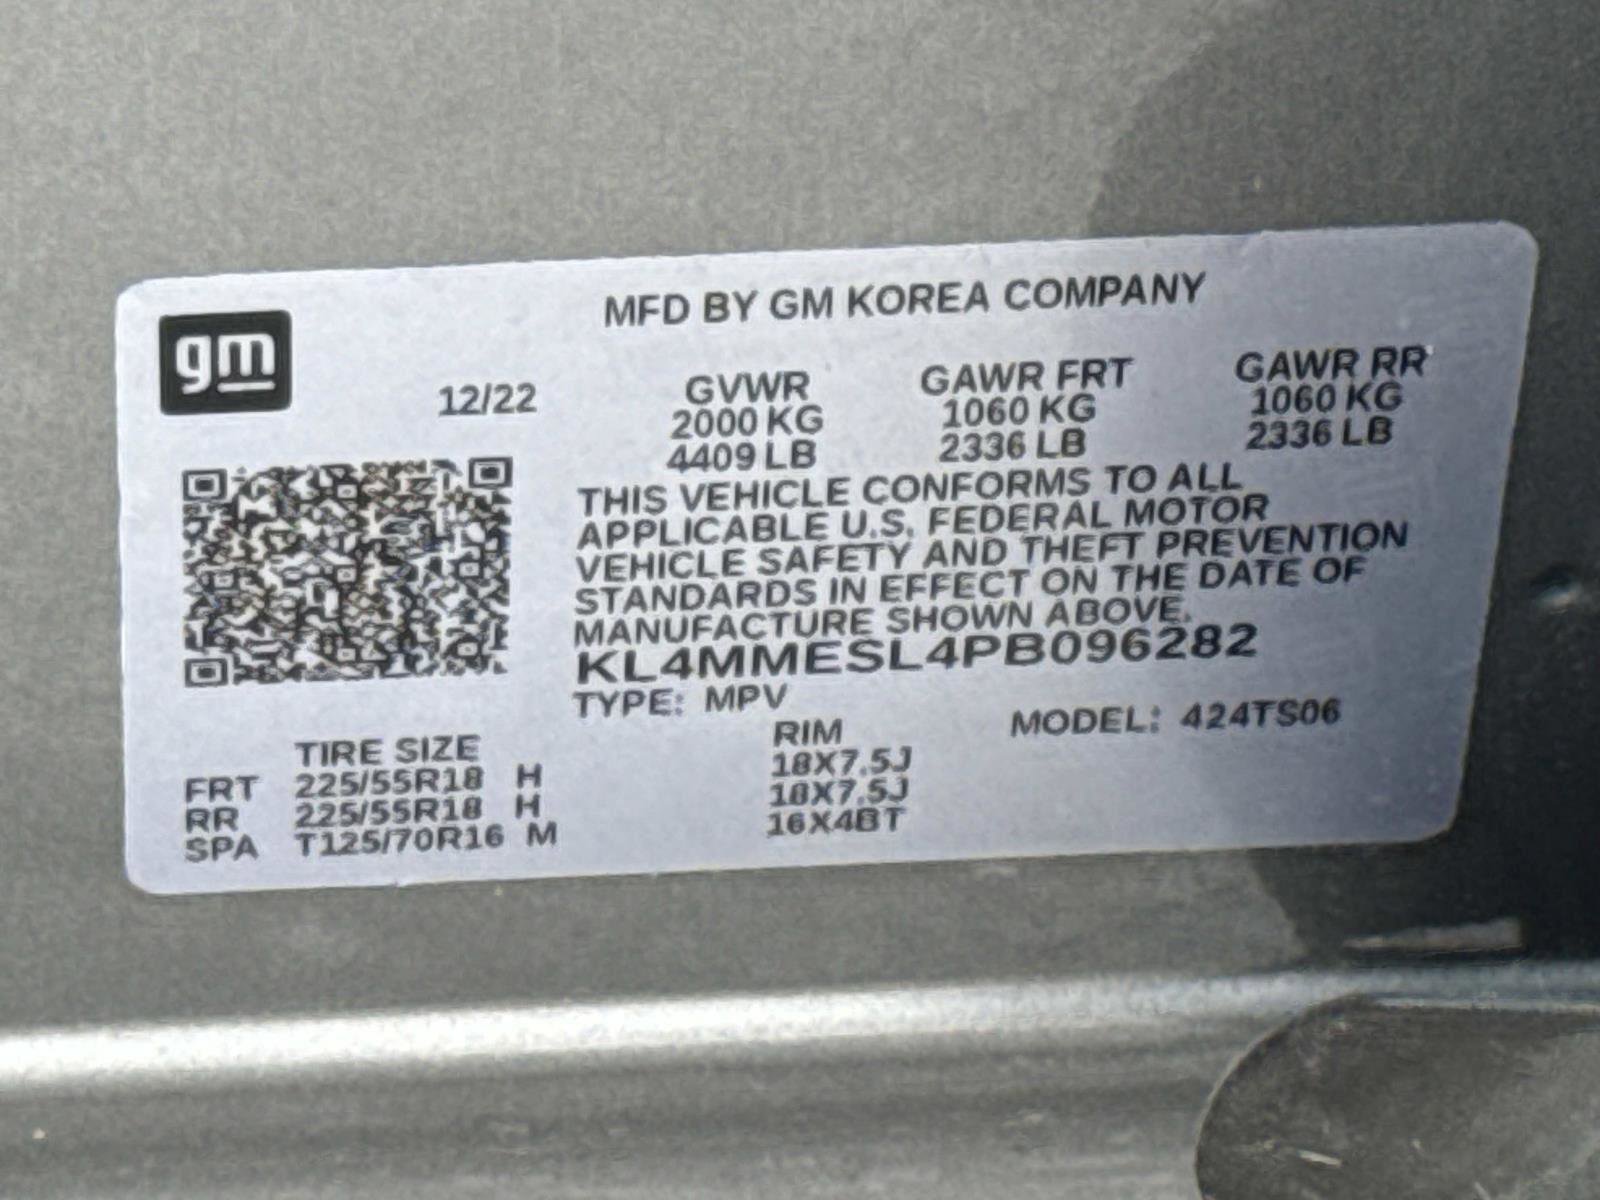 gm
MFD BY GM KOREA COMPANY
12/22
GVWR GAWR FRT GAWR RR
2000 KG 1060 KG 1060 KG
4409 LB 2336 LB 2336 LB
THIS VEHICLE CONFORMS TO ALL
APPLICABLE U.S. FEDERAL MOTOR
VEHICLE SAFETY AND THEFT PREVENTION
STANDARDS IN EFFECT ON THE DATE OF
MANUFACTURE SHOWN ABOVE.
KL4MMESL4PB096282
TYPE: MPV MODEL: 424TS06
TIRE SIZE RIM
FRT 225/55R18 H 18X7.5J
RR 225/55R18 H 18X7.5J
SPA T125/70R16 M 16X4BT